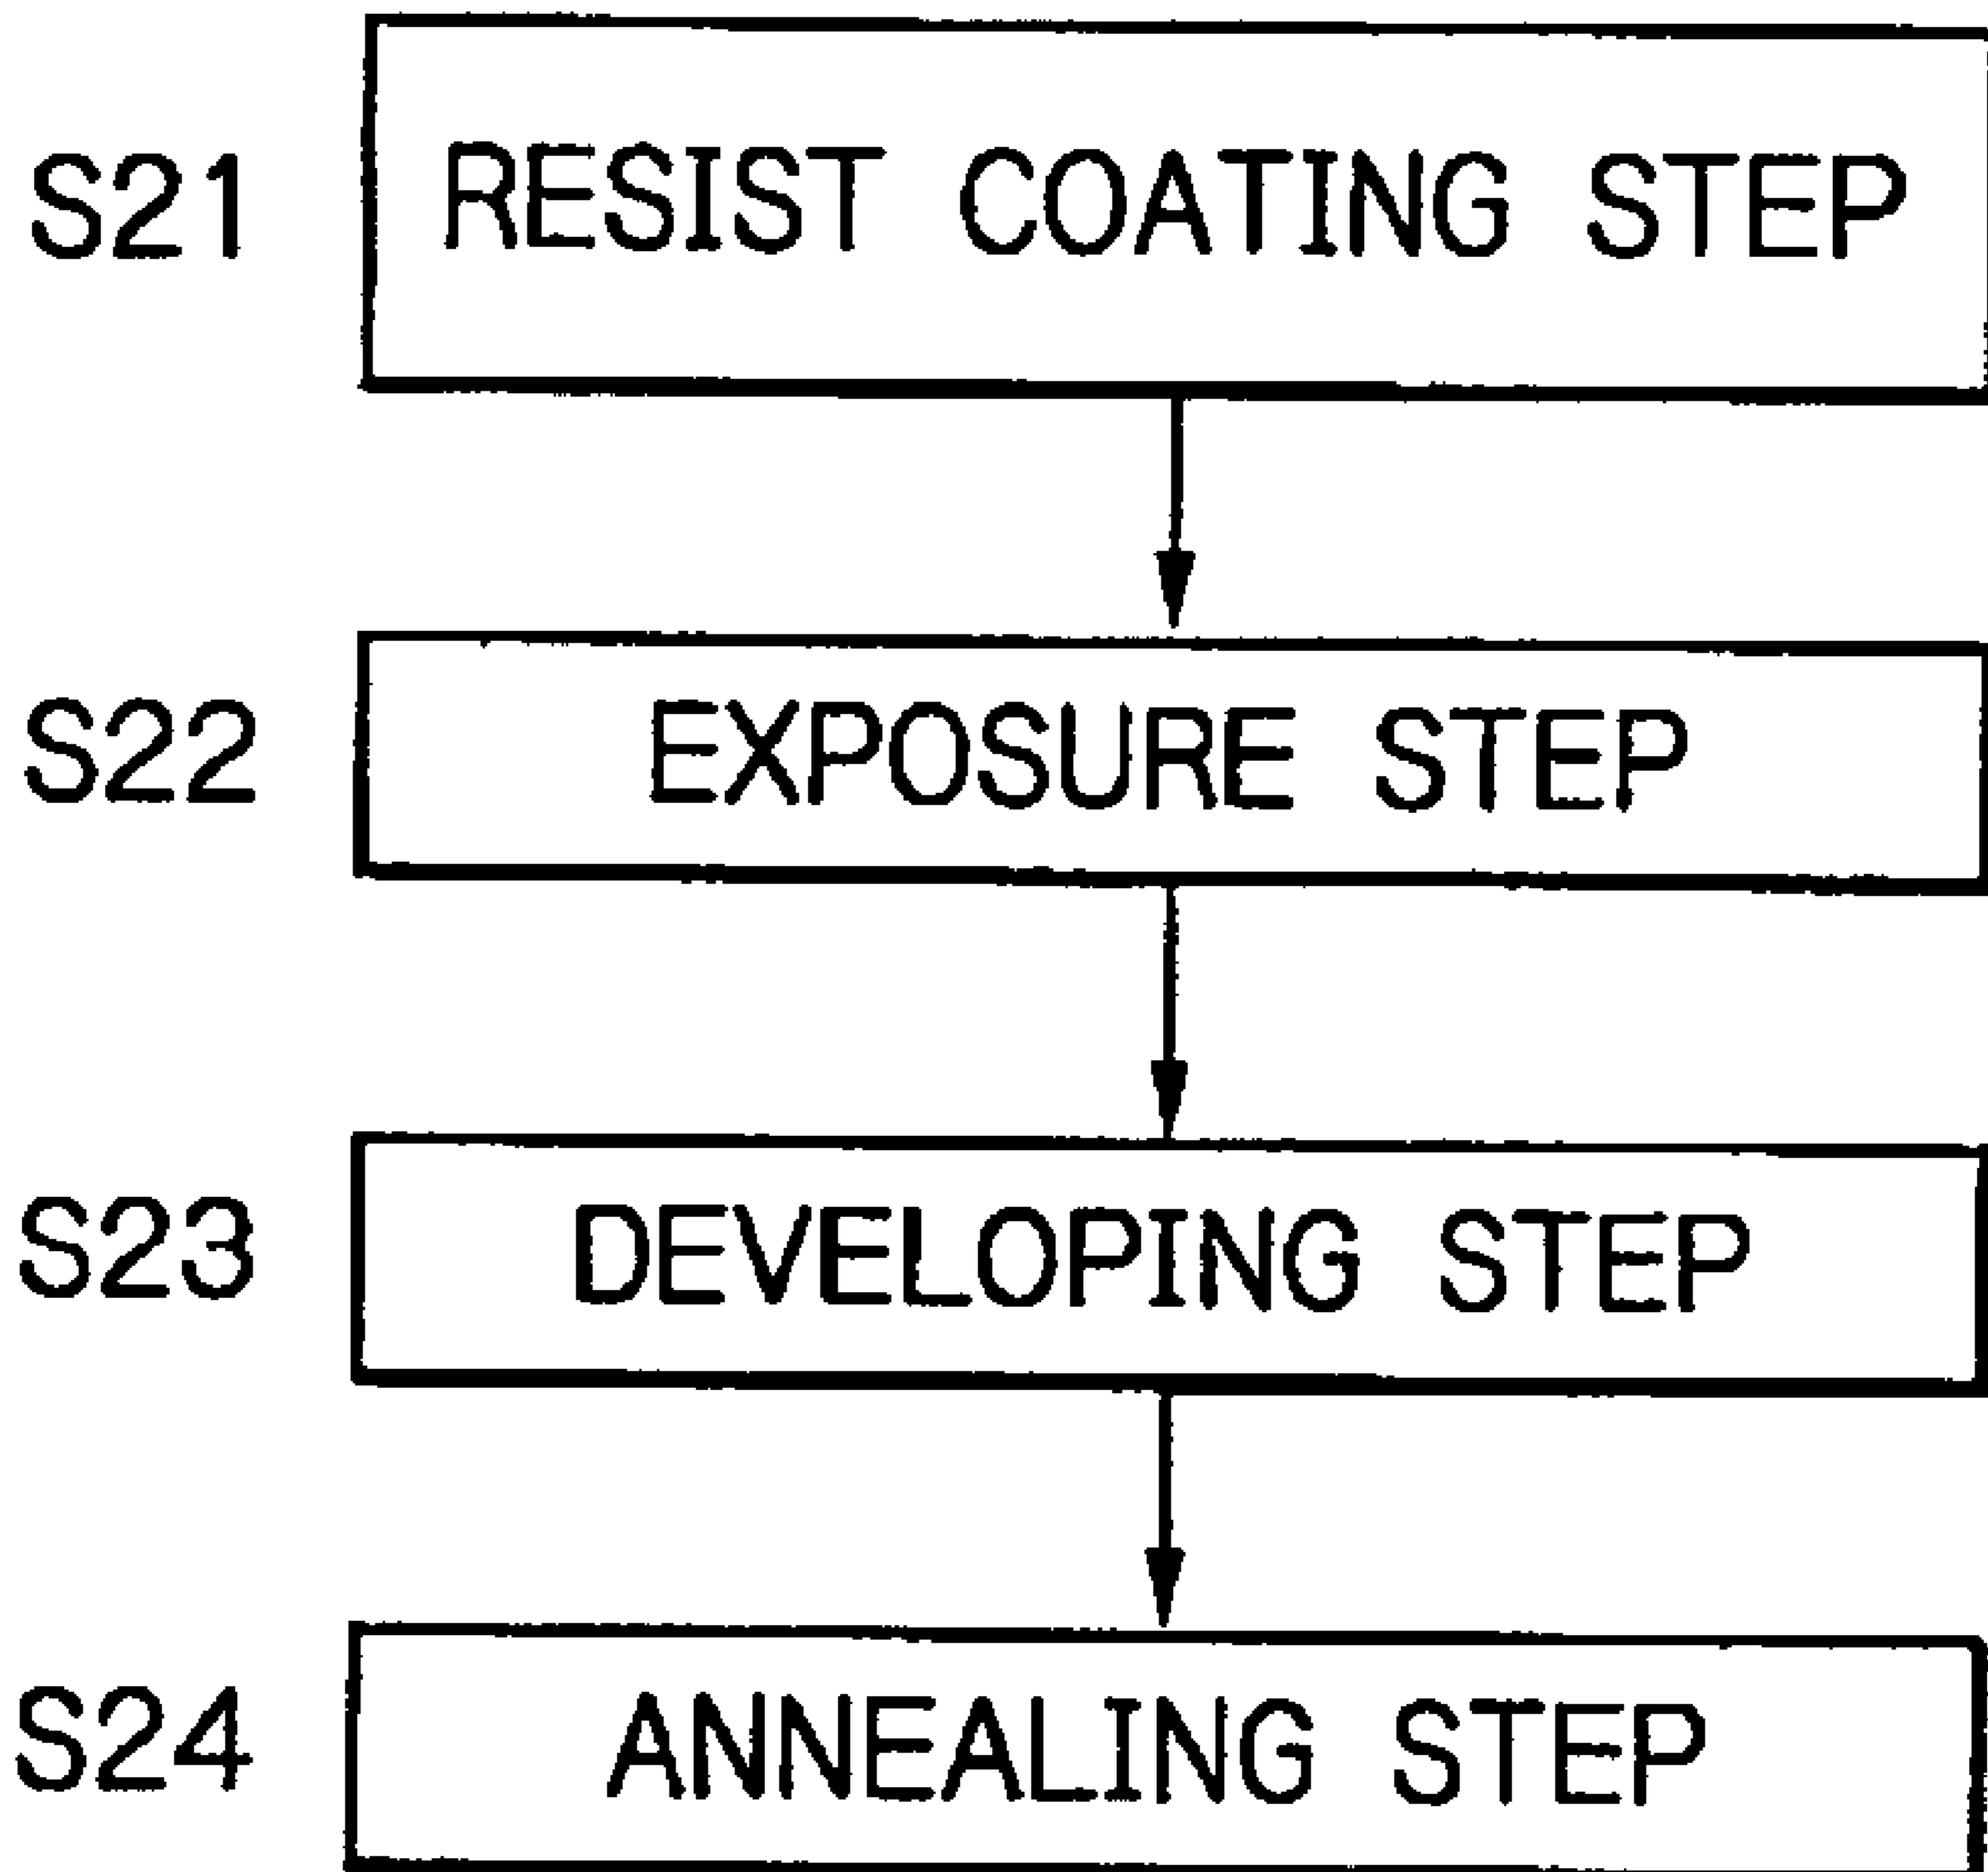 S21 RESIST COATING STEP
S22 EXPOSURE STEP
S23 DEVELOPING STEP
S24 ANNEALING STEP